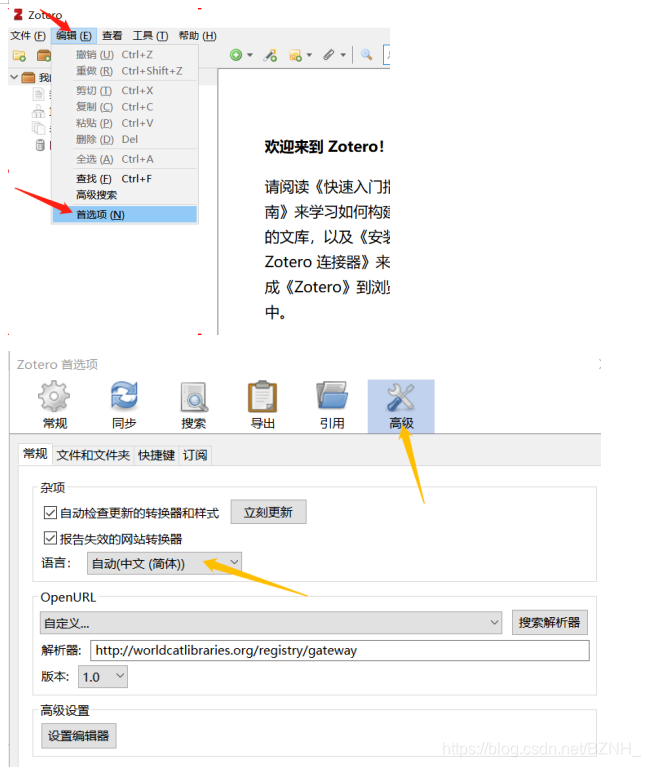 Zotero
文件 (F) 编辑 (E) 查看 工具 (T) 帮助 (H)
撤销 (U) Ctrl+Z
重做 (R) Ctrl+Shift+Z
剪切 (T) Ctrl+X
复制 (C) Ctrl+C
粘贴 (P) Ctrl+V
删除 (D) Del
全选 (A) Ctrl+A
查找 (F) Ctrl+F
高级搜索
首选项 (N)
欢迎来到 Zotero!
请阅读《快速入门指
南》来学习如何构建
的文库，以及《安装
Zotero 连接器》来
成《Zotero》到浏览
中。
Zotero 首选项
常规 同步 搜索 导出 引用 高级
常规 文件和文件夹 快捷键 订阅
杂项
自动检查更新的转换器和样式 立刻更新
报告失效的网站转换器
语言: 自动(中文 (简体))
OpenURL
自定义... 搜索解析器
解析器: http://worldcatlibraries.org/registry/gateway
版本: 1.0
高级设置
设置编辑器
https://blog.csdn.net/BZNH_